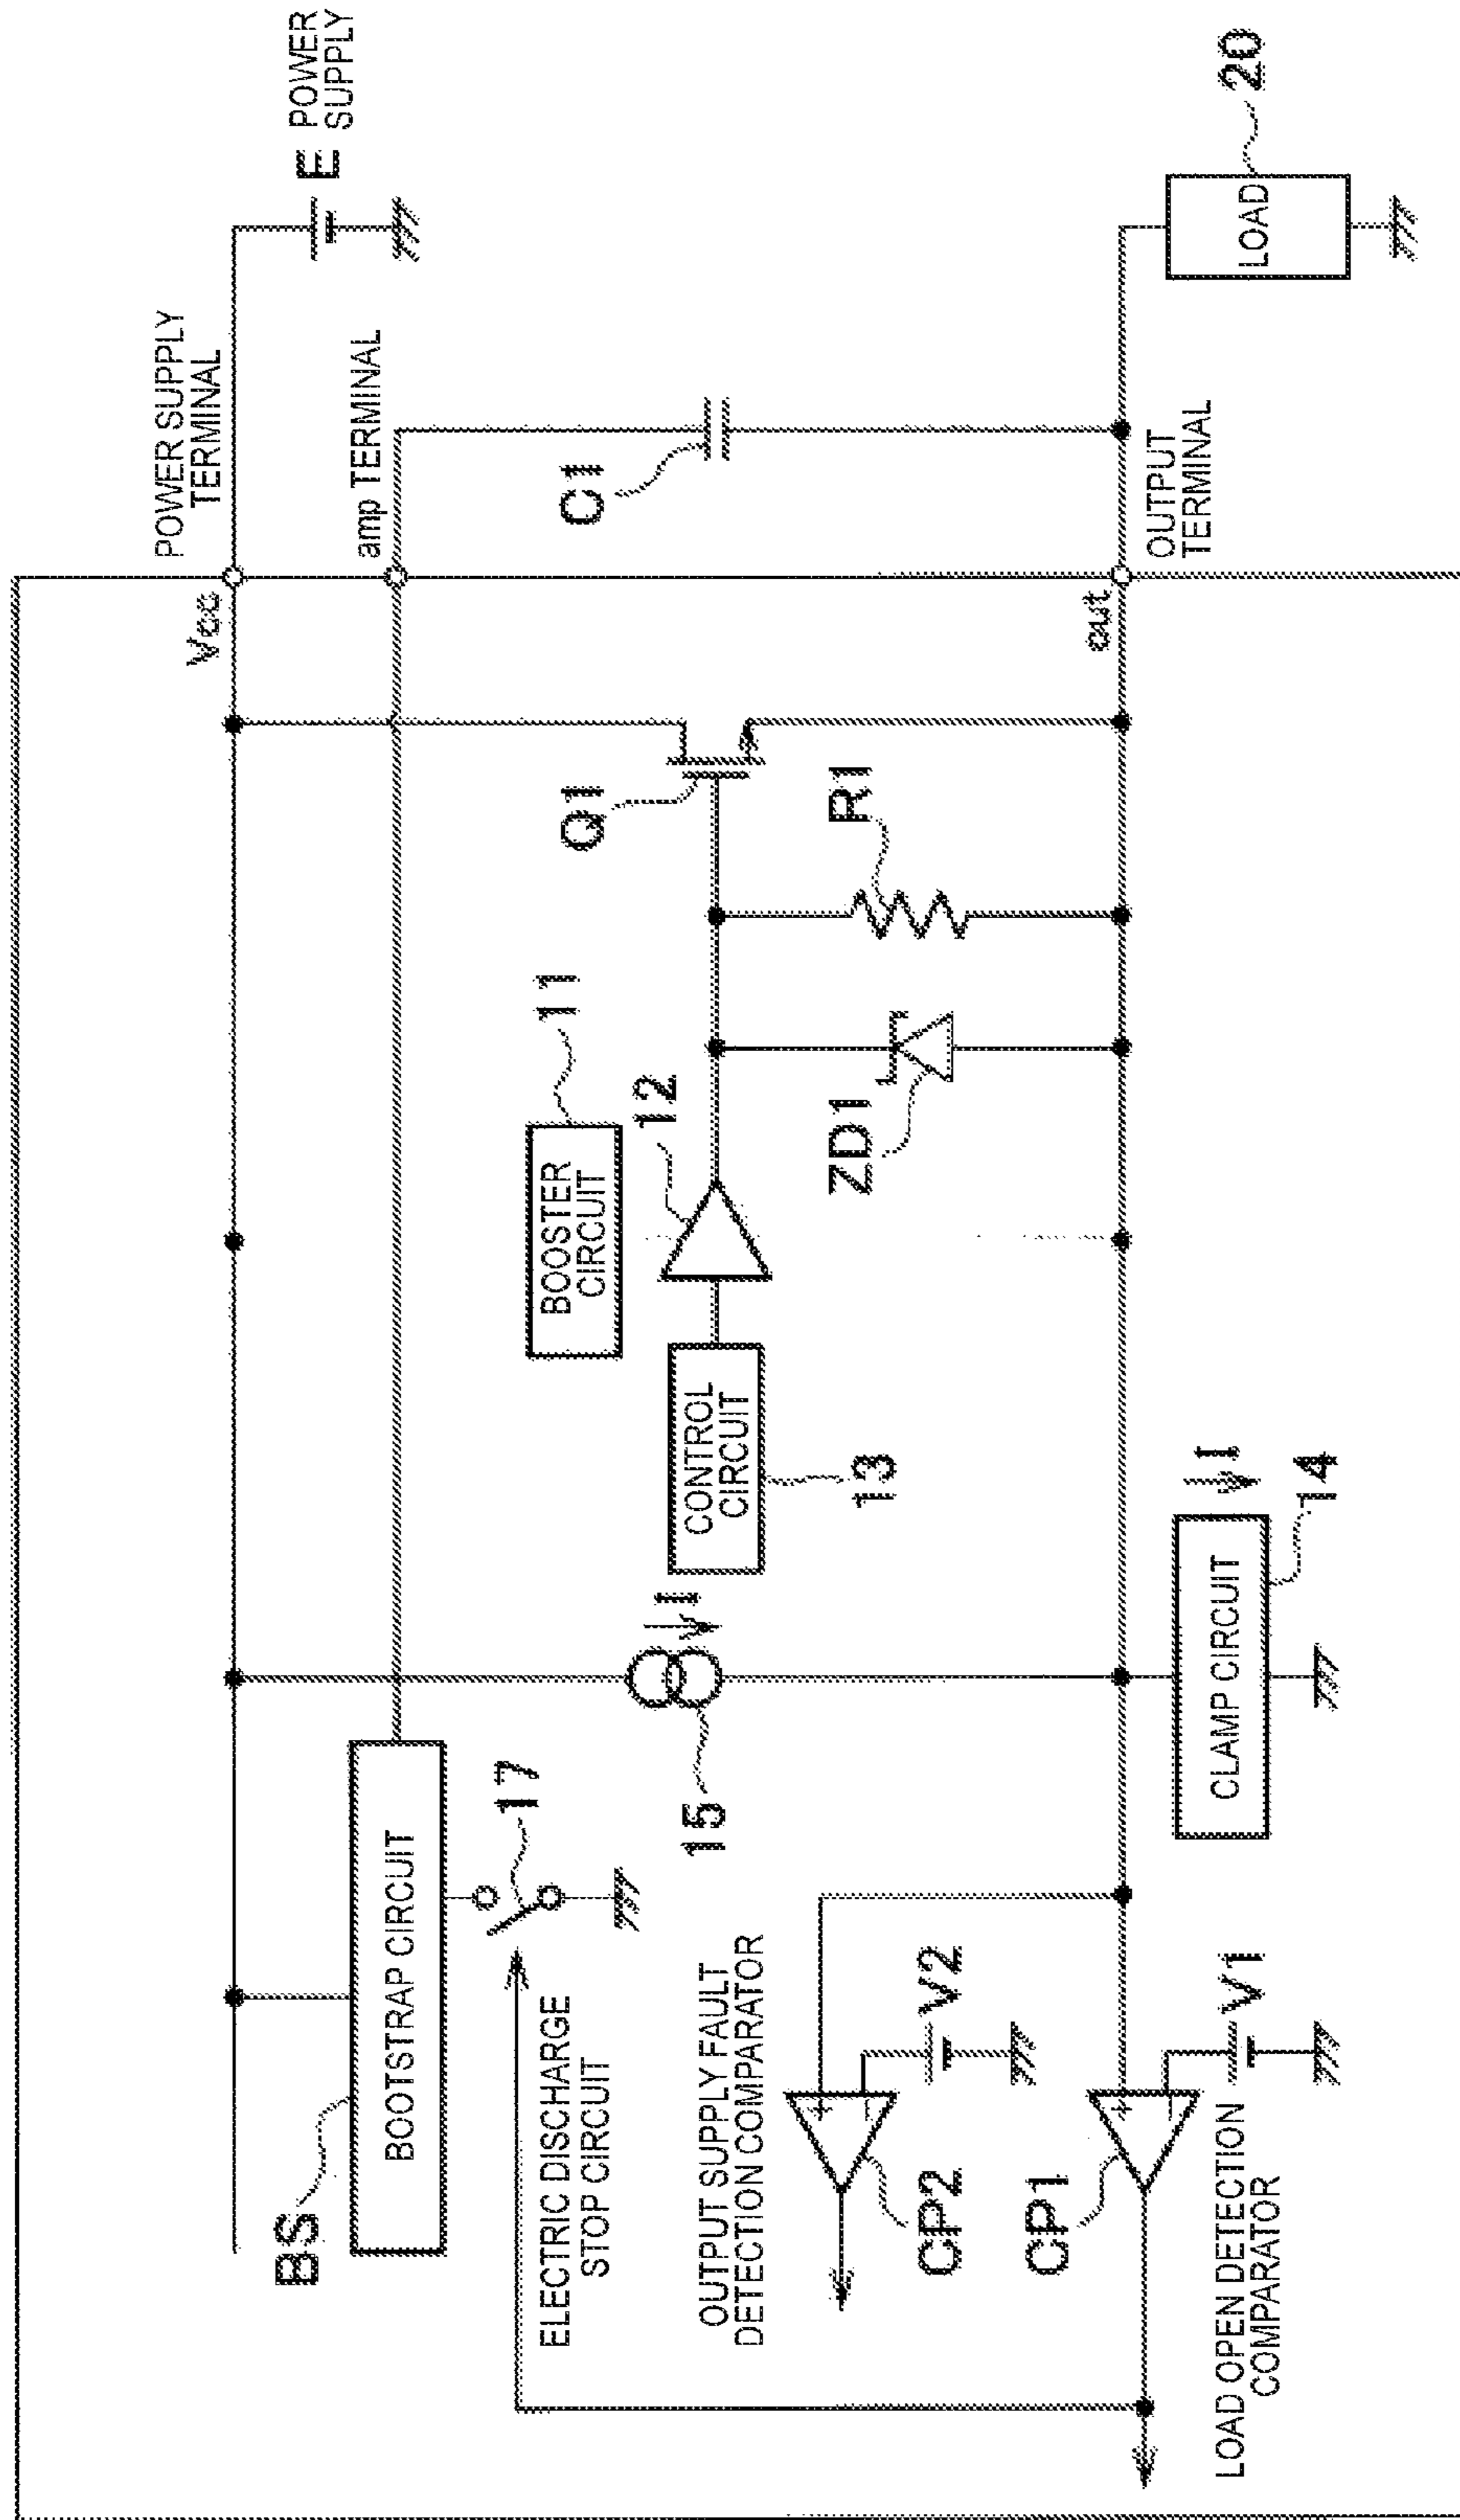 BS
BOOTSTRAP CIRCUIT
ELECTRIC DISCHARGE
STOP CIRCUIT
17
OUTPUT SUPPLY FAULT
DETECTION COMPARATOR
CP2
V2
CP1
V1
LOAD OPEN DETECTION
COMPARATOR
15
I
CLAMP CIRCUIT
I
14
CONTROL
CIRCUIT
13
BOOSTER
CIRCUIT
11
12
ZD1
R1
Q1
Vcc
out
POWER SUPPLY
TERMINAL
amp TERMINAL
C1
OUTPUT
TERMINAL
E
POWER
SUPPLY
LOAD
20
+
−
+
−